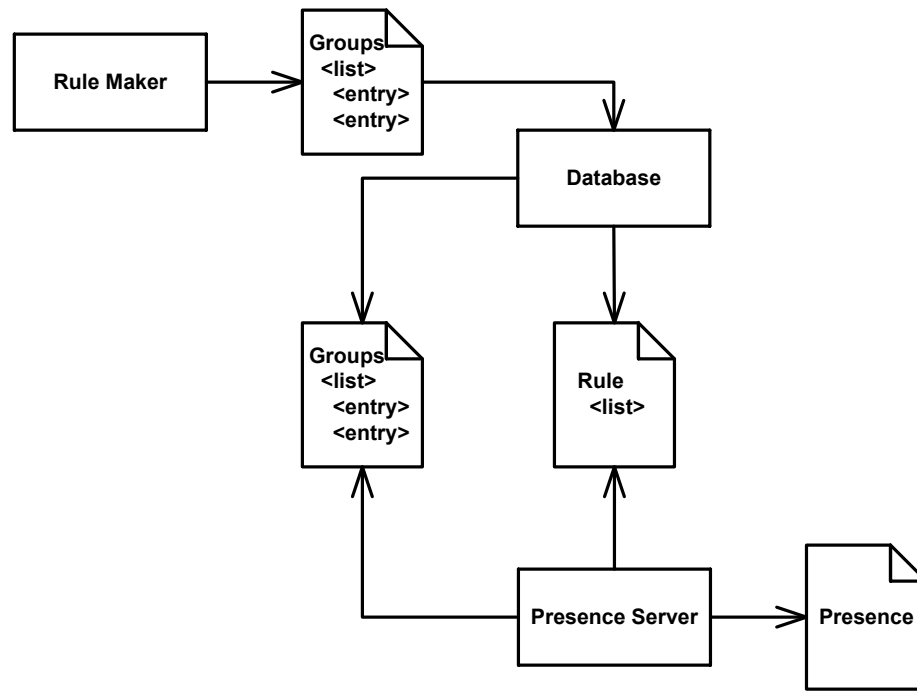 Rule Maker
Groups
<list>
<entry>
<entry>
Database
Groups
<list>
<entry>
<entry>
Rule
<list>
Presence Server
Presence